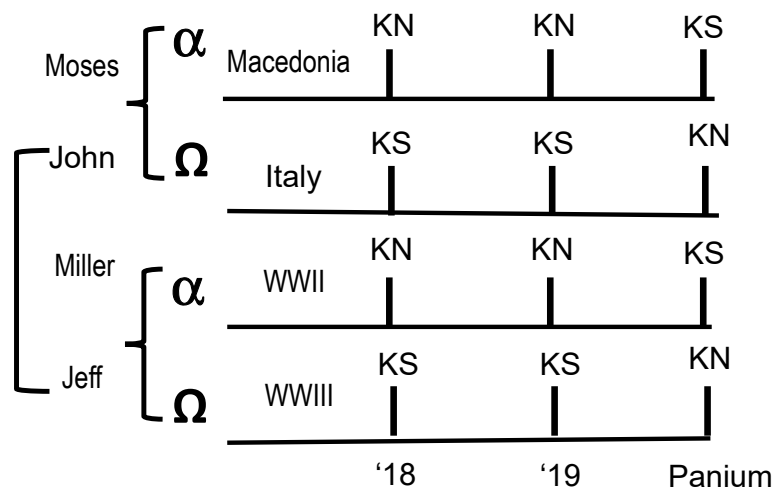 KN KN KS
Moses α Macedonia
KS KS KN
John Ω Italy
KN KN KS
Miller α WWII
KS KS KN
Jeff Ω WWIII
‘18 ‘19 Panium